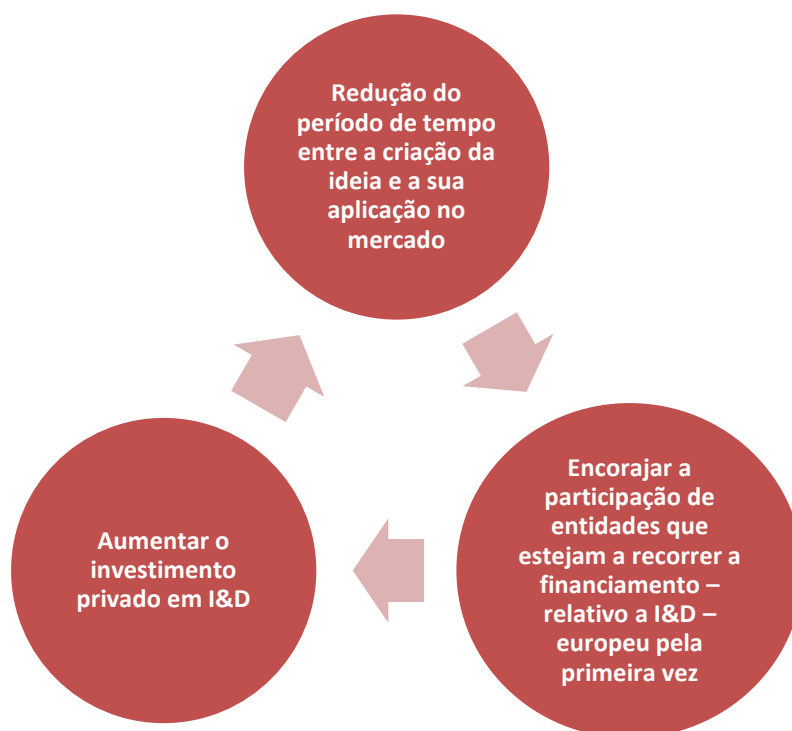 Redução do
período de tempo
entre a criação da
ideia e a sua
aplicação no
mercado
Encorajar a
participação de
entidades que
estejam a recorrer a
financiamento –
relativo a I&D –
europeu pela
primeira vez
Aumentar o
investimento
privado em I&D